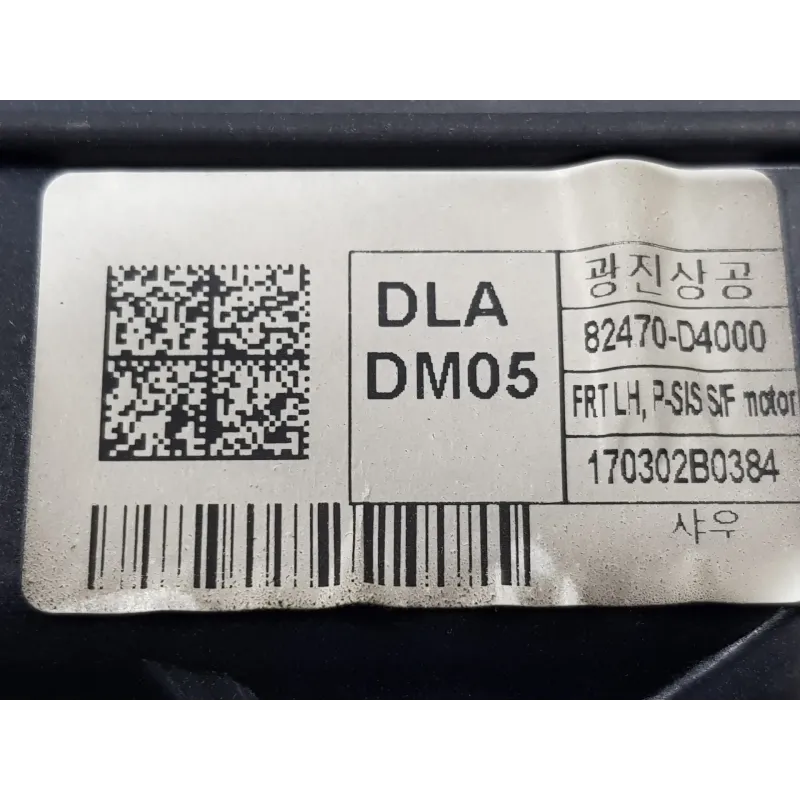 DLA
DM05
광진상공
82470-D4000
FRT LH, P-SIS S/F motor
170302B0384
샤우